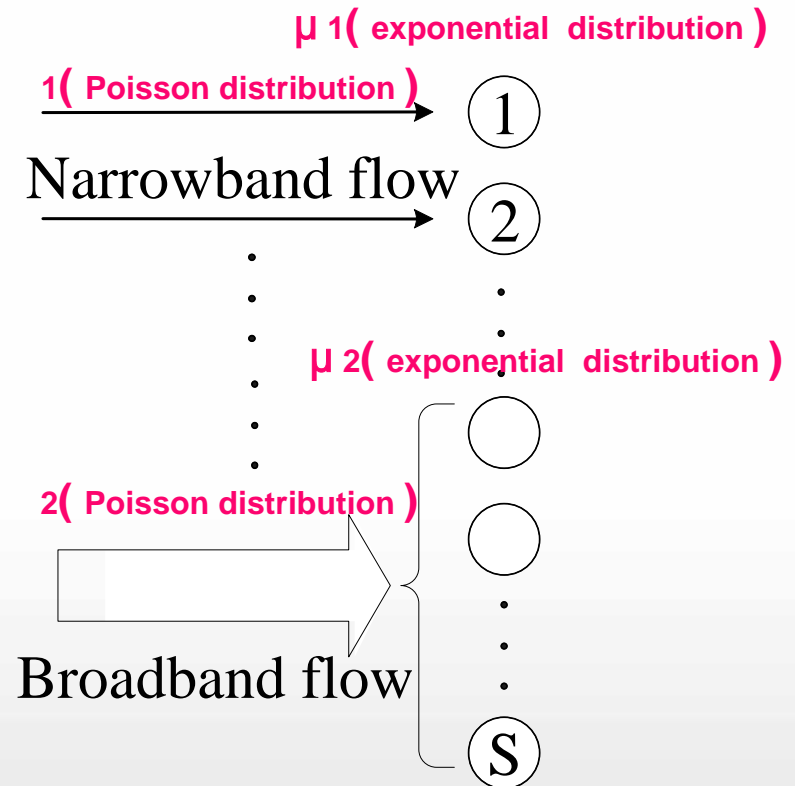 μ 1( exponential distribution )
1( Poisson distribution )
1
Narrowband flow
2
μ 2( exponential distribution )
2( Poisson distribution )
Broadband flow
S